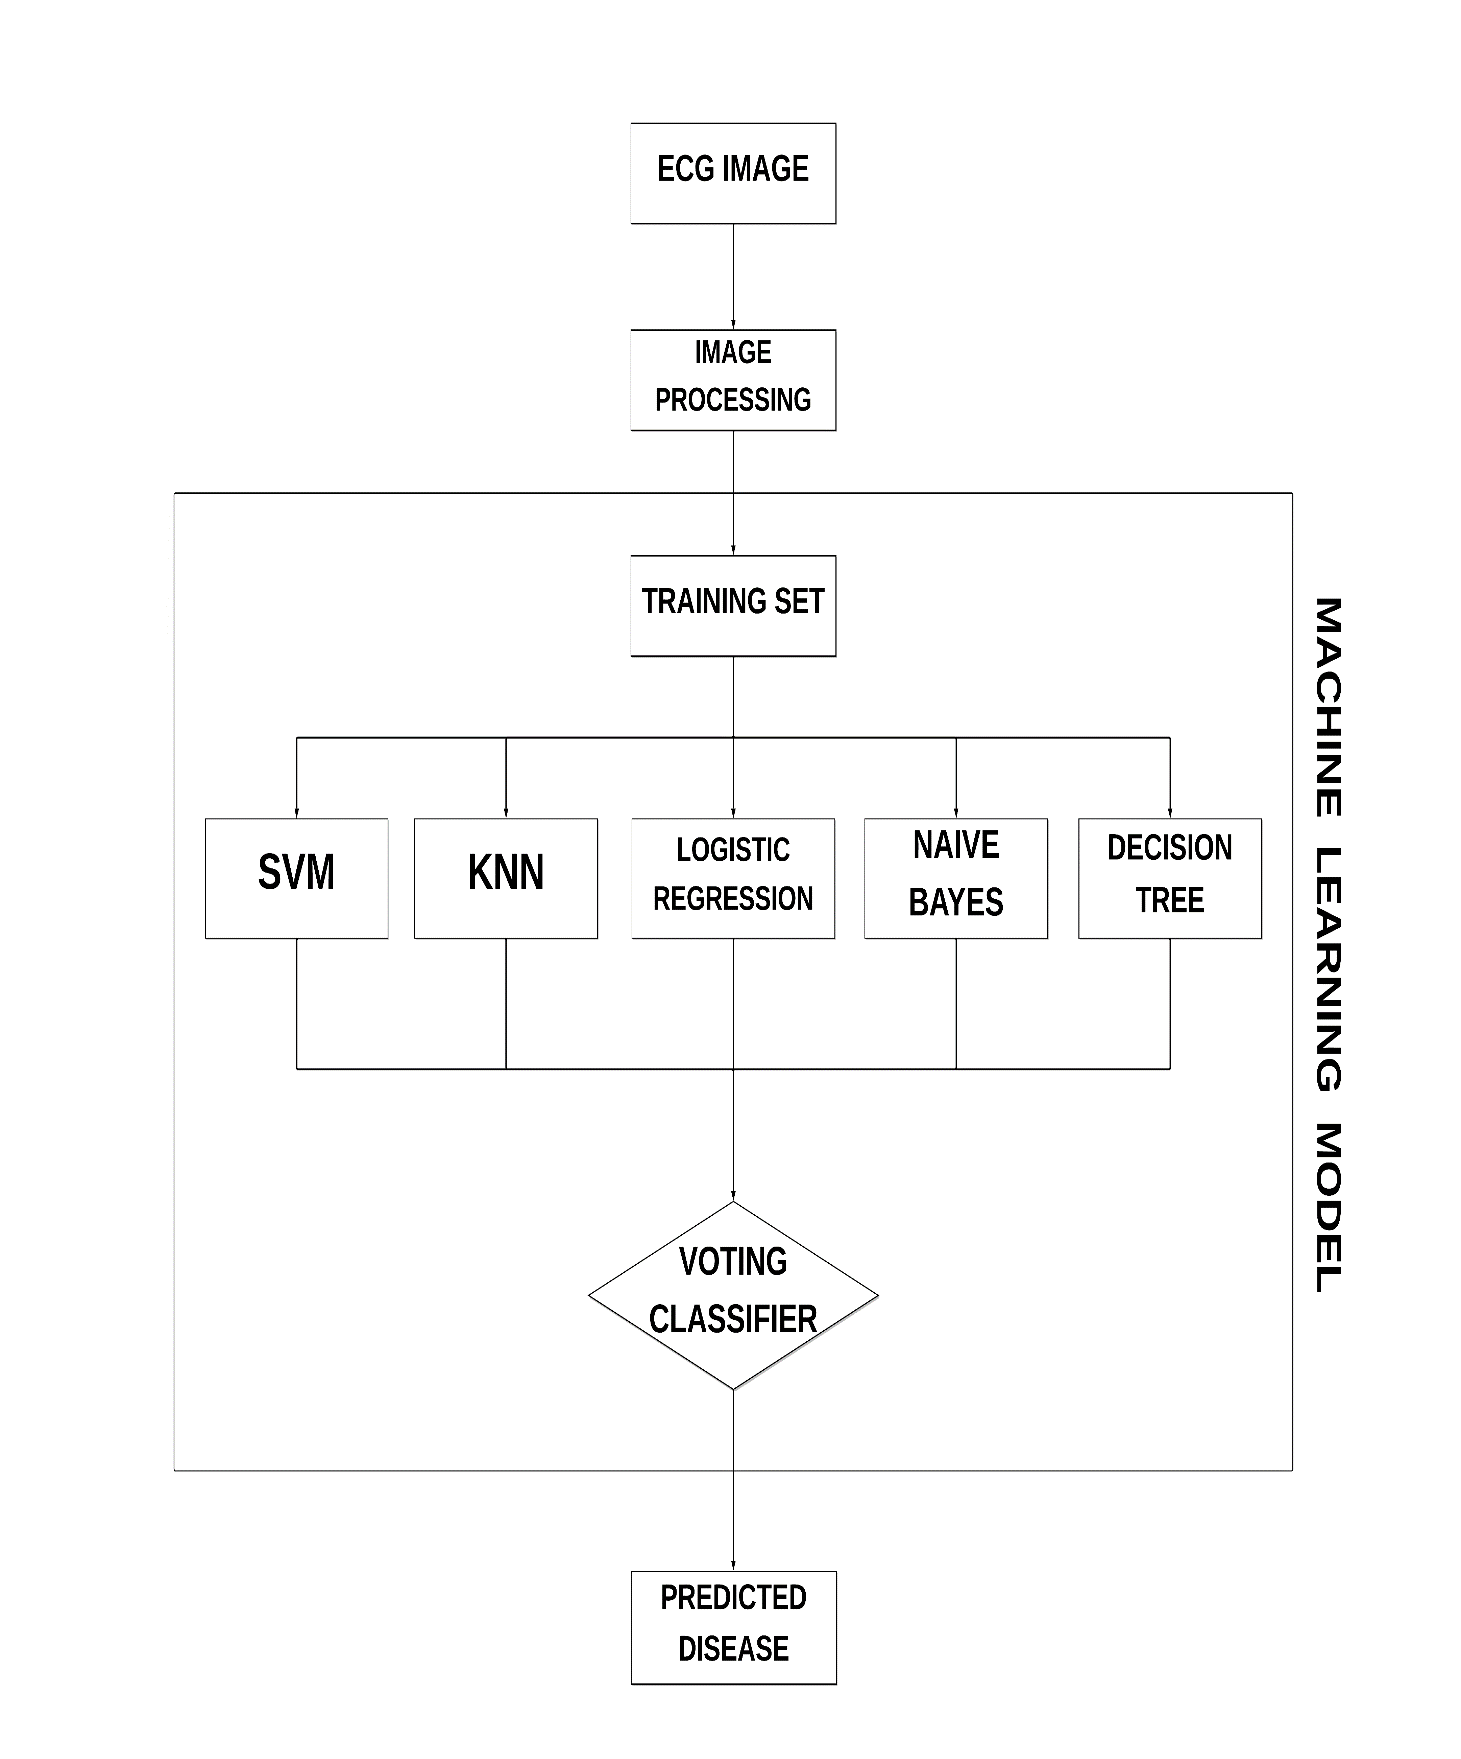 ECG IMAGE
IMAGE
PROCESSING
TRAINING SET
SVM
KNN
LOGISTIC
REGRESSION
NAIVE
BAYES
DECISION
TREE
VOTING
CLASSIFIER
PREDICTED
DISEASE
MACHINE LEARNING MODEL